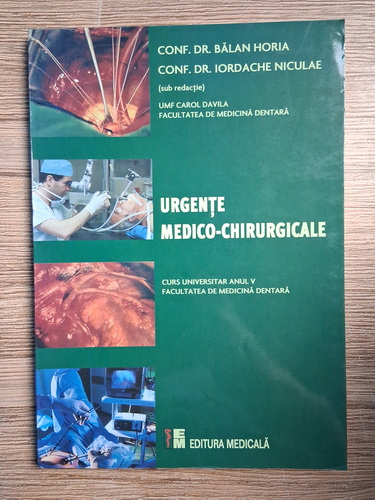 CONF. DR. BĂLAN HORIA
CONF. DR. IORDACHE NICULAE
(sub redacție)
UMF CAROL DAVILA
FACULTATEA DE MEDICINĂ DENTARĂ
URGENȚE
MEDICO-CHIRURGICALE
CURS UNIVERSITAR ANUL V
FACULTATEA DE MEDICINĂ DENTARĂ
EM EDITURA MEDICALĂ